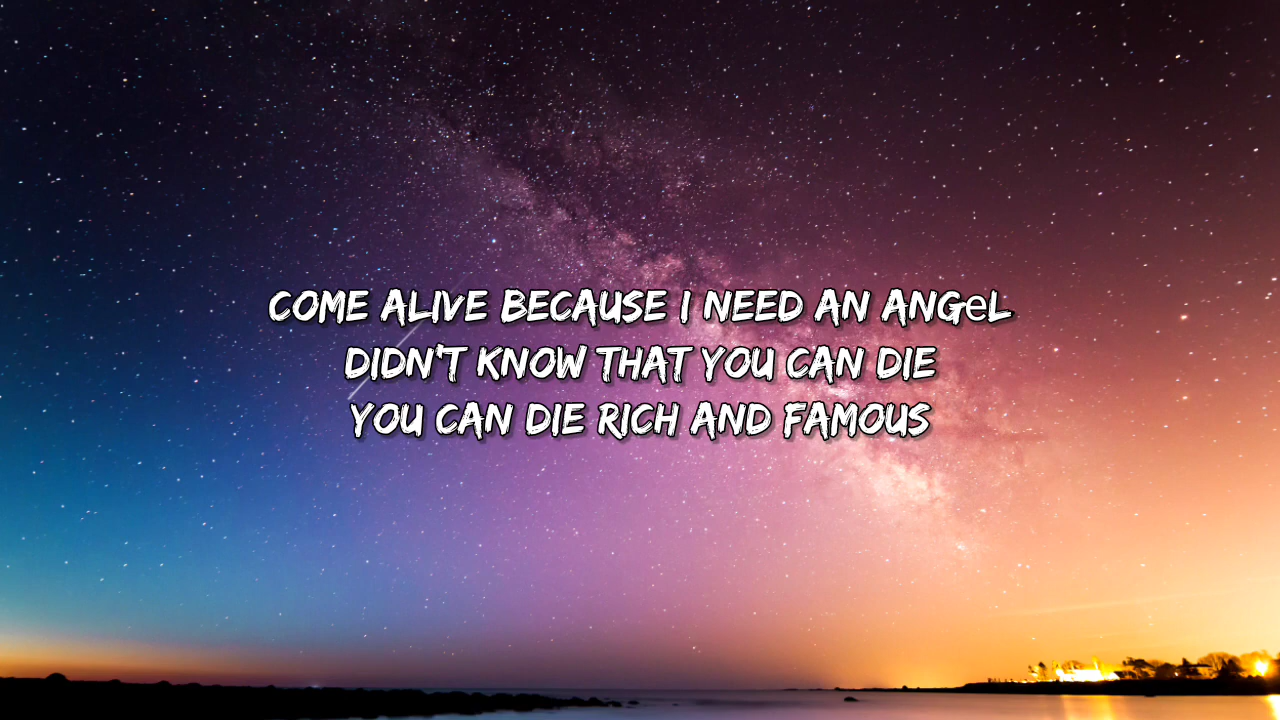 COME ALIVE BECAUSE I NEED AN ANGeL
DIDN'T KNOW THAT YOU CAN DIE
YOU CAN DIE RICH AND FAMOUS